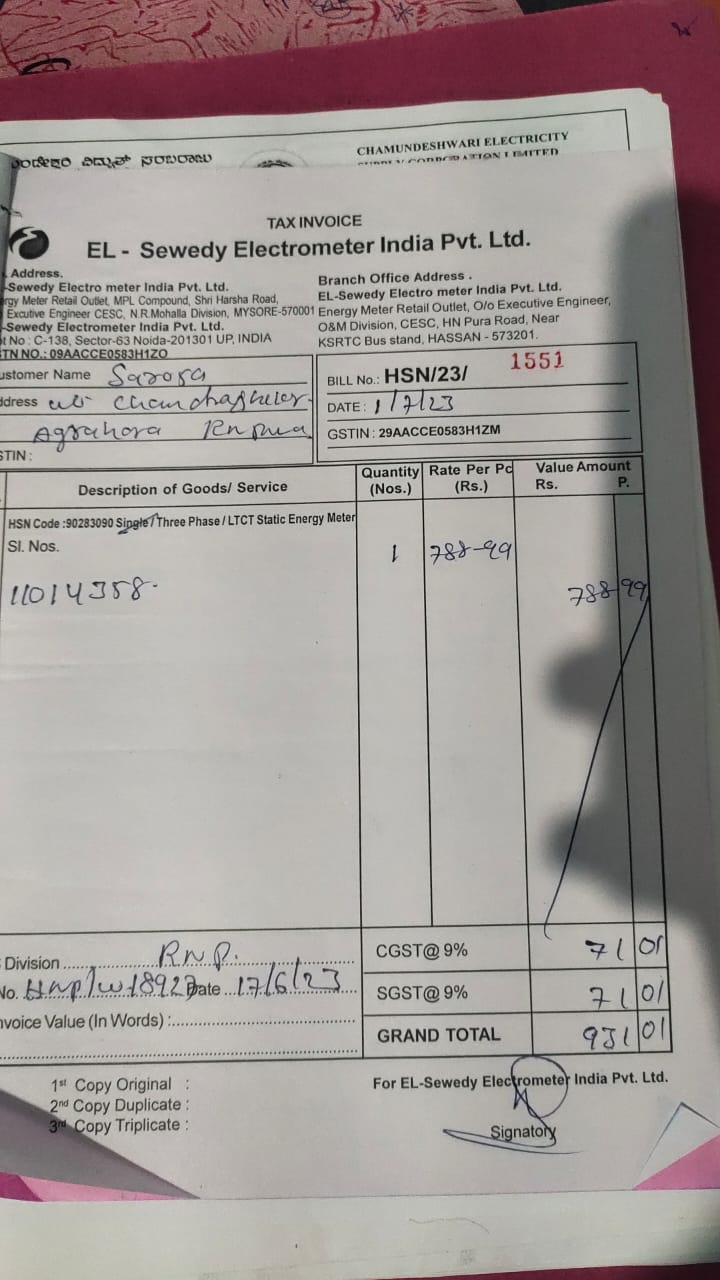 ವಿದ್ಯುತ್ ಸರಬರಾಜು
CHAMUNDESHWARI ELECTRICITY
SUPPLY CORPORATION LIMITED
TAX INVOICE
EL - Sewedy Electrometer India Pvt. Ltd.
Address.
-Sewedy Electro meter India Pvt. Ltd.
rgy Meter Retail Outlet, MPL Compound, Shri Harsha Road,
Excutive Engineer CESC, N.R.Mohalla Division, MYSORE-570001
-Sewedy Electrometer India Pvt. Ltd.
t No : C-138, Sector-63 Noida-201301 UP, INDIA
TN NO.: 09AACCE0583H1ZO
Branch Office Address .
EL-Sewedy Electro meter India Pvt. Ltd.
Energy Meter Retail Outlet, O/o Executive Engineer,
O&M Division, CESC, HN Pura Road, Near
KSRTC Bus stand, HASSAN - 573201.
ustomer Name
ddress
STIN :
BILL No.: HSN/23/ 1551
DATE : 1/7/23
GSTIN : 29AACCE0583H1ZM
Description of Goods/ Service Quantity (Nos.) Rate Per Pc (Rs.) Value Amount Rs. P.
HSN Code :90283090 Single / Three Phase / LTCT Static Energy Meter
SI. Nos. 1 788-99
11014358- 788 99
Division RNP. CGST@ 9% 71 01
No. Date 17/6/23 SGST@ 9% 71 01
nvoice Value (In Words) : GRAND TOTAL 931 01
1st Copy Original :
2nd Copy Duplicate :
3rd Copy Triplicate :
For EL-Sewedy Electrometer India Pvt. Ltd.
Signatory